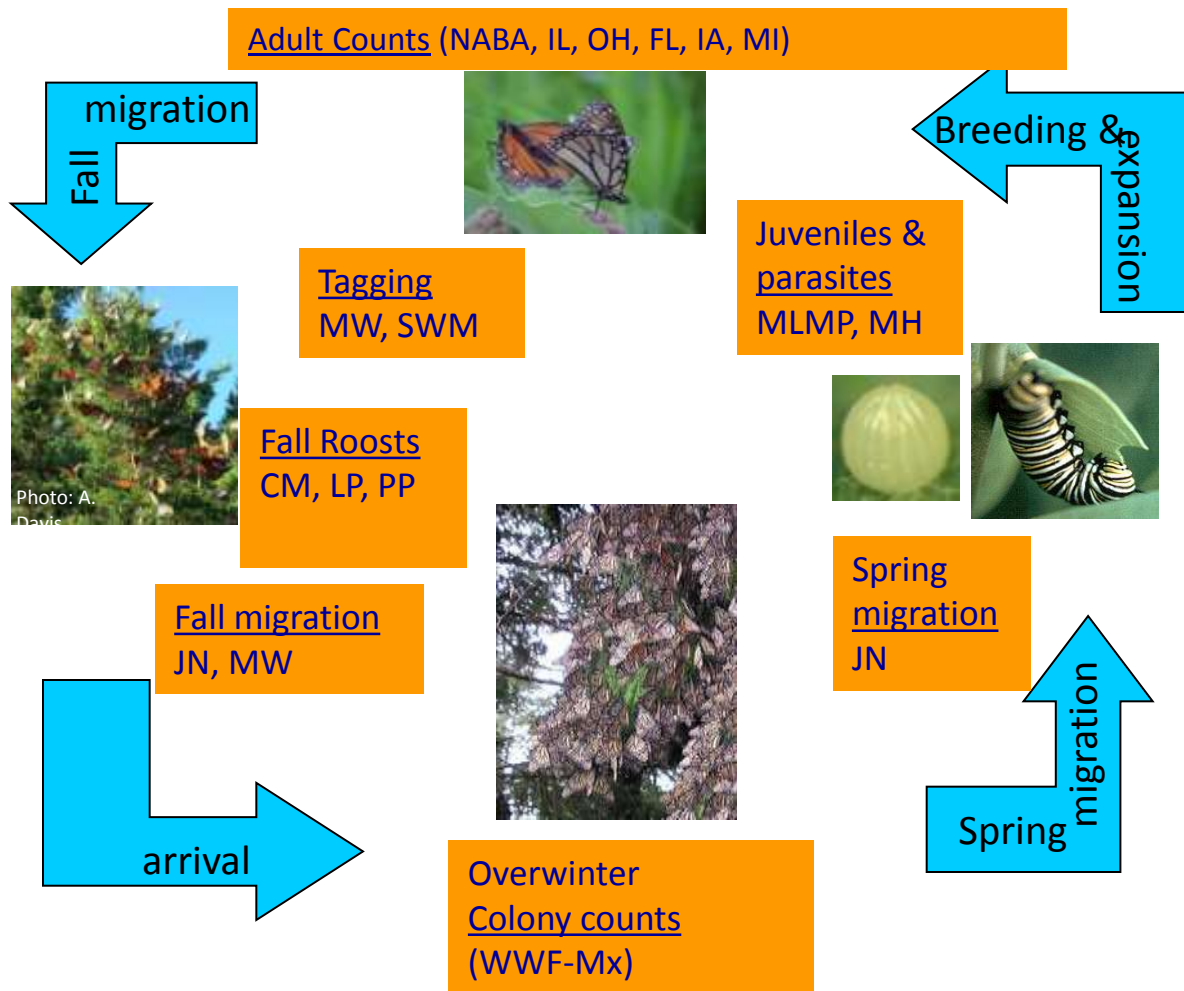 Adult Counts (NABA, IL, OH, FL, IA, MI)
migration
Fall
Breeding &
expansion
Juveniles &
parasites
MLMP, MH
Tagging
MW, SWM
Fall Roosts
CM, LP, PP
Photo: A.
Davis
Fall migration
JN, MW
Spring
migration
JN
arrival
Spring
migration
Overwinter
Colony counts
(WWF-Mx)